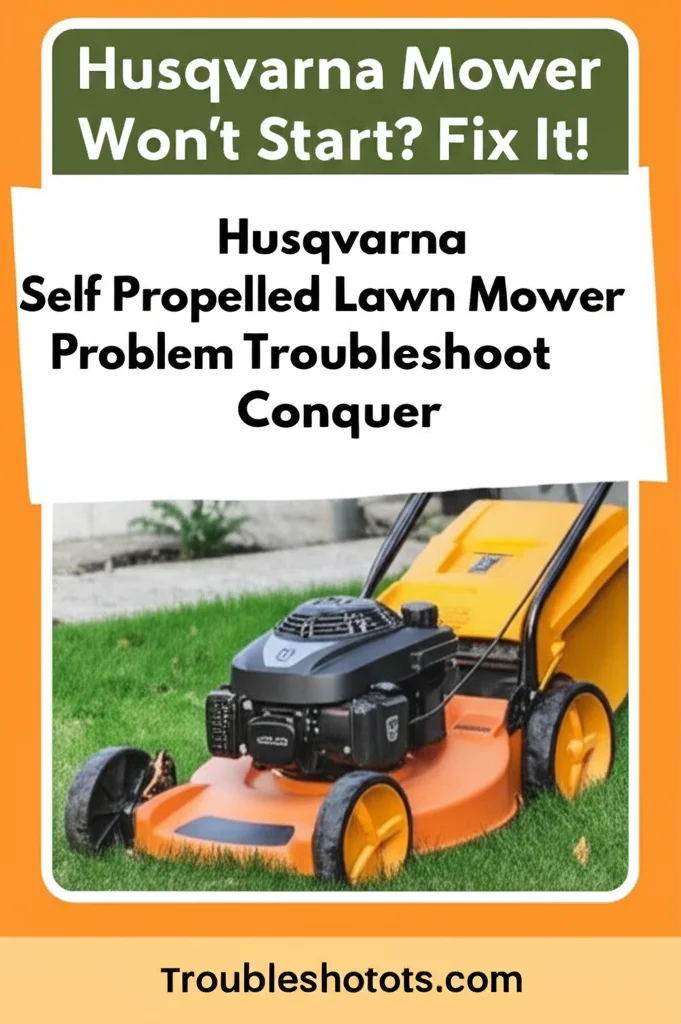 Husqvarna Mower
Won't Start? Fix It!
Husqvarna
Self Propelled Lawn Mower
Problem Troubleshoot
Conquer
Troubleshotots.com